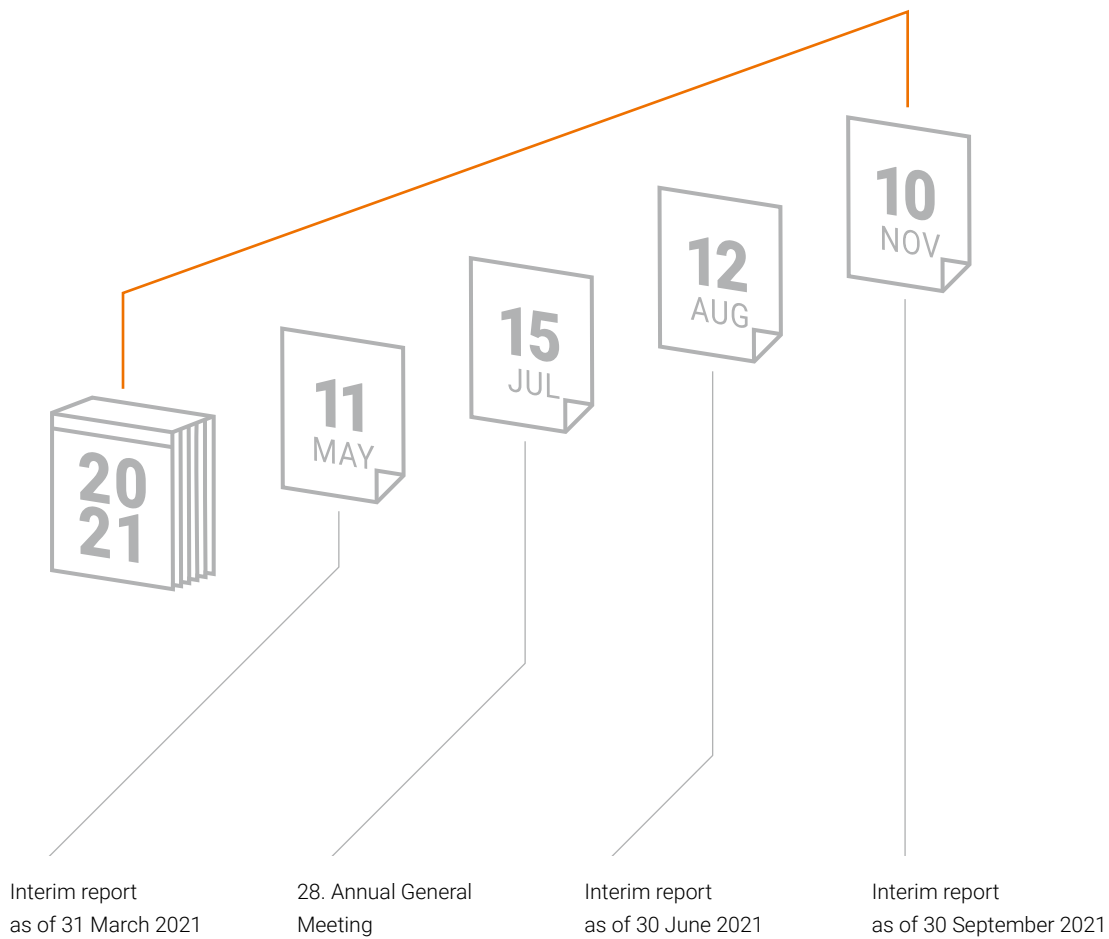 10
NOV
12
AUG
15
JUL
11
MAY
20
21
Interim report
as of 31 March 2021
28. Annual General
Meeting
Interim report
as of 30 June 2021
Interim report
as of 30 September 2021